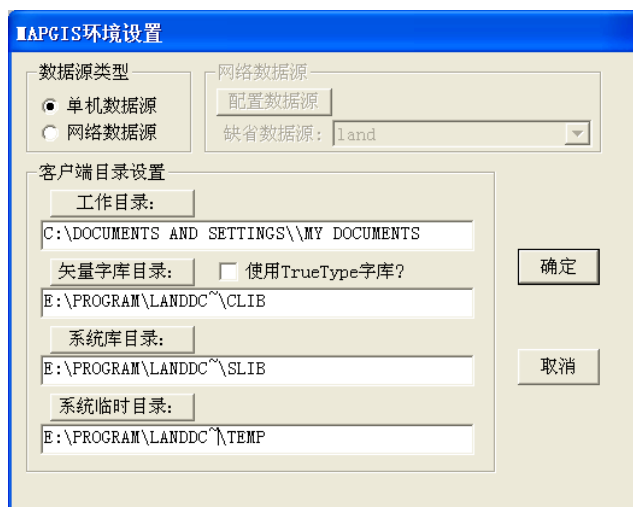 MAPGIS环境设置
数据源类型
单机数据源
网络数据源
网络数据源
配置数据源
缺省数据源: land
客户端目录设置
工作目录:
C:\DOCUMENTS AND SETTINGS\\MY DOCUMENTS
矢量字库目录: 使用TrueType字库?
E:\PROGRAM\LANDDC~\CLIB
系统库目录:
E:\PROGRAM\LANDDC~\SLIB
系统临时目录:
E:\PROGRAM\LANDDC~\TEMP
确定
取消